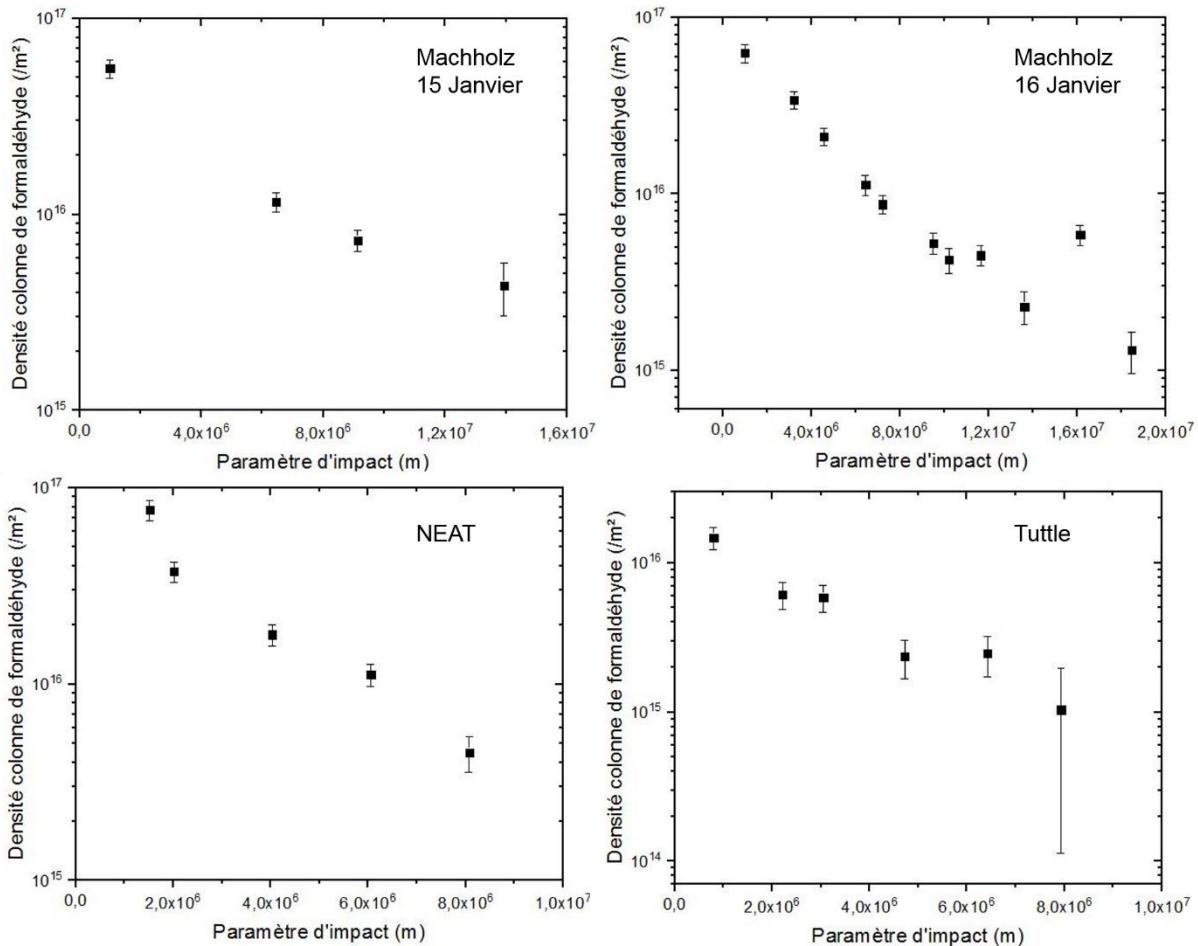 Densité colonne de formaldéhyde (/m²)
10¹⁷
10¹⁶
10¹⁵
Machholz
15 Janvier
0,0 4,0x10⁶ 8,0x10⁶ 1,2x10⁷ 1,6x10⁷
Paramètre d'impact (m)
Densité colonne de formaldéhyde (/m²)
10¹⁷
10¹⁶
10¹⁵
Machholz
16 Janvier
0,0 4,0x10⁶ 8,0x10⁶ 1,2x10⁷ 1,6x10⁷ 2,0x10⁷
Paramètre d'impact (m)
Densité colonne de formaldéhyde (/m²)
10¹⁷
10¹⁶
10¹⁵
NEAT
0,0 2,0x10⁶ 4,0x10⁶ 6,0x10⁶ 8,0x10⁶ 1,0x10⁷
Paramètre d'impact (m)
Densité colonne de formaldéhyde (/m²)
10¹⁶
10¹⁵
10¹⁴
Tuttle
0,0 2,0x10⁶ 4,0x10⁶ 6,0x10⁶ 8,0x10⁶ 1,0x10⁷
Paramètre d'impact (m)